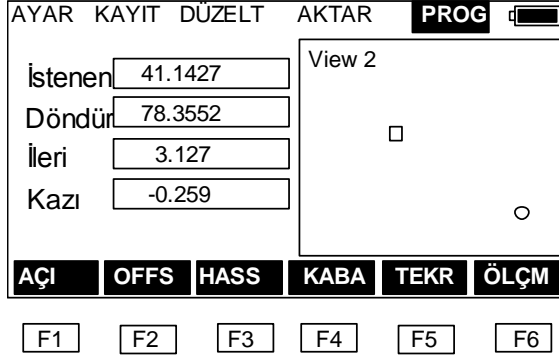 AYAR KAYIT DÜZELT AKTAR PROG
İstenen 41.1427
Döndür 78.3552
İleri 3.127
Kazı -0.259
View 2
AÇI OFFS HASS KABA TEKR ÖLÇM
F1 F2 F3 F4 F5 F6